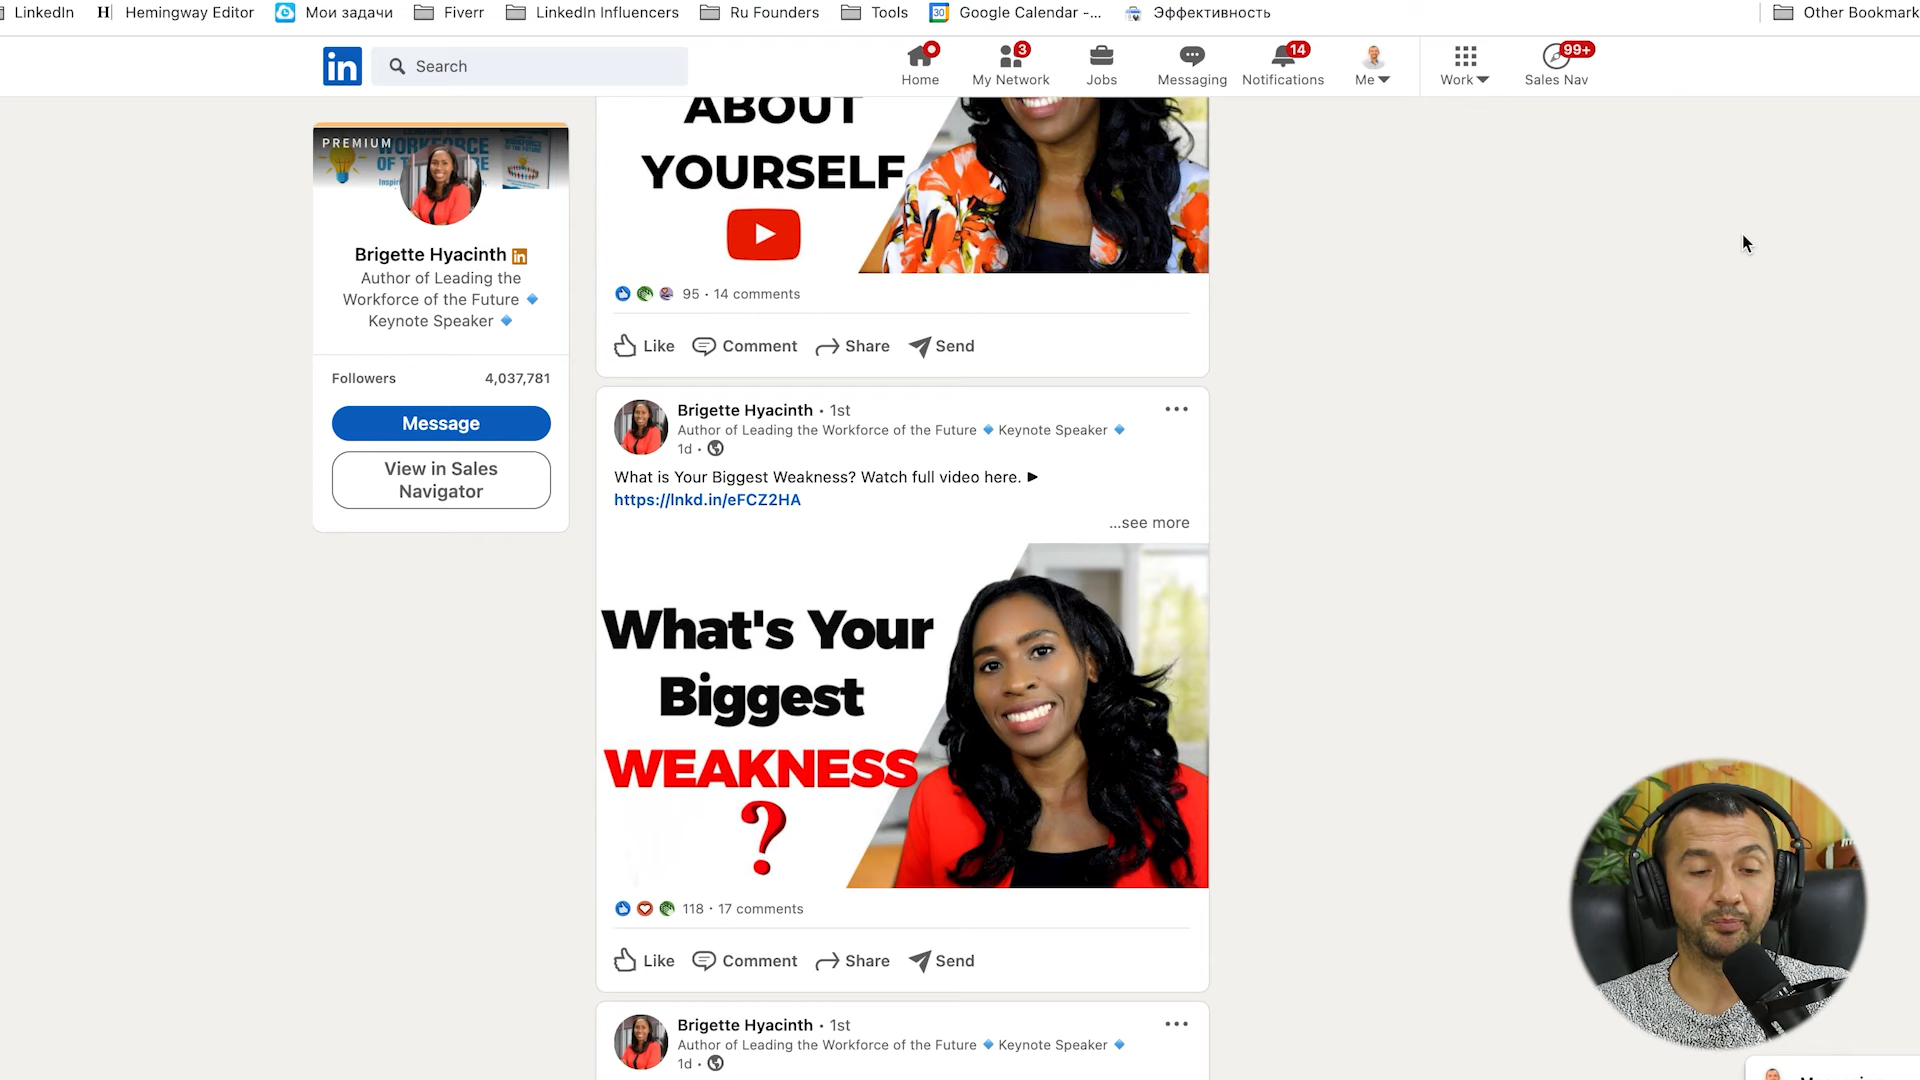 LinkedIn
H Hemingway Editor
Мои задачи
Fiverr
LinkedIn Influencers
Ru Founders
Tools
30 Google Calendar -...
Эффективность
Other Bookmark
in
Search
Home
3 My Network
Jobs
Messaging
14 Notifications
Me
Work
99+ Sales Nav
PREMIUM
Brigette Hyacinth in
Author of Leading the
Workforce of the Future
Keynote Speaker
Followers 4,037,781
Message
View in Sales
Navigator
ABOUT
YOURSELF
95 • 14 comments
Like Comment Share Send
Brigette Hyacinth • 1st
Author of Leading the Workforce of the Future Keynote Speaker
1d •
What is Your Biggest Weakness? Watch full video here. ►
https://lnkd.in/eFCZ2HA
...see more
What's Your
Biggest
WEAKNESS
?
118 • 17 comments
Like Comment Share Send
Brigette Hyacinth • 1st
Author of Leading the Workforce of the Future Keynote Speaker
1d •